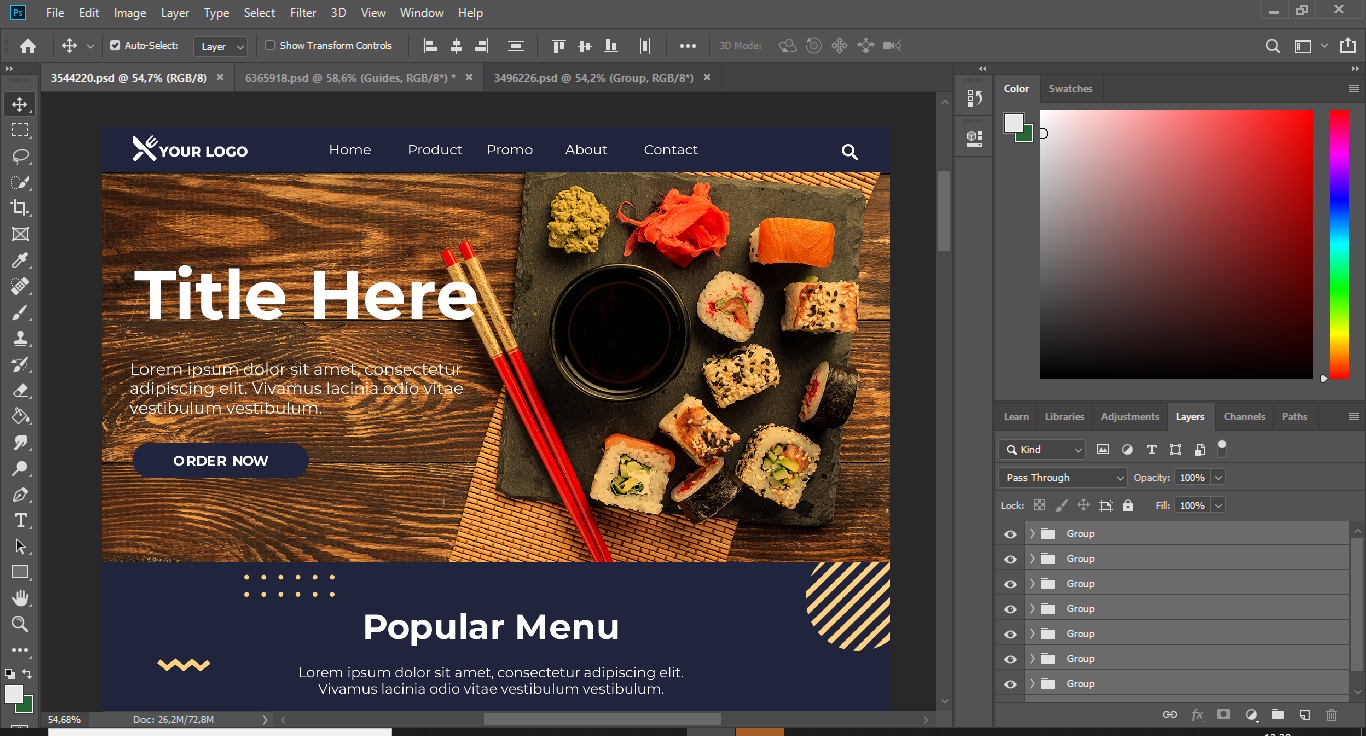 Ps File Edit Image Layer Type Select Filter 3D View Window Help
Auto-Select: Layer Show Transform Controls 3D Mode:
3544220.psd @ 54,7% (RGB/8) 6365918.psd @ 58,6% (Guides, RGB/8*) * 3496226.psd @ 54,2% (Group, RGB/8*)
YOUR LOGO Home Product Promo About Contact
Title Here
Lorem ipsum dolor sit amet, consectetur
adipiscing elit. Vivamus lacinia odio vitae
vestibulum vestibulum.
ORDER NOW
Popular Menu
Lorem ipsum dolor sit amet, consectetur adipiscing elit.
Vivamus lacinia odio vitae vestibulum vestibulum.
54,68% Doc: 26,2M/72,8M
Color Swatches
Learn Libraries Adjustments Layers Channels Paths
Kind
Pass Through Opacity: 100%
Lock: Fill: 100%
Group
Group
Group
Group
Group
Group
Group